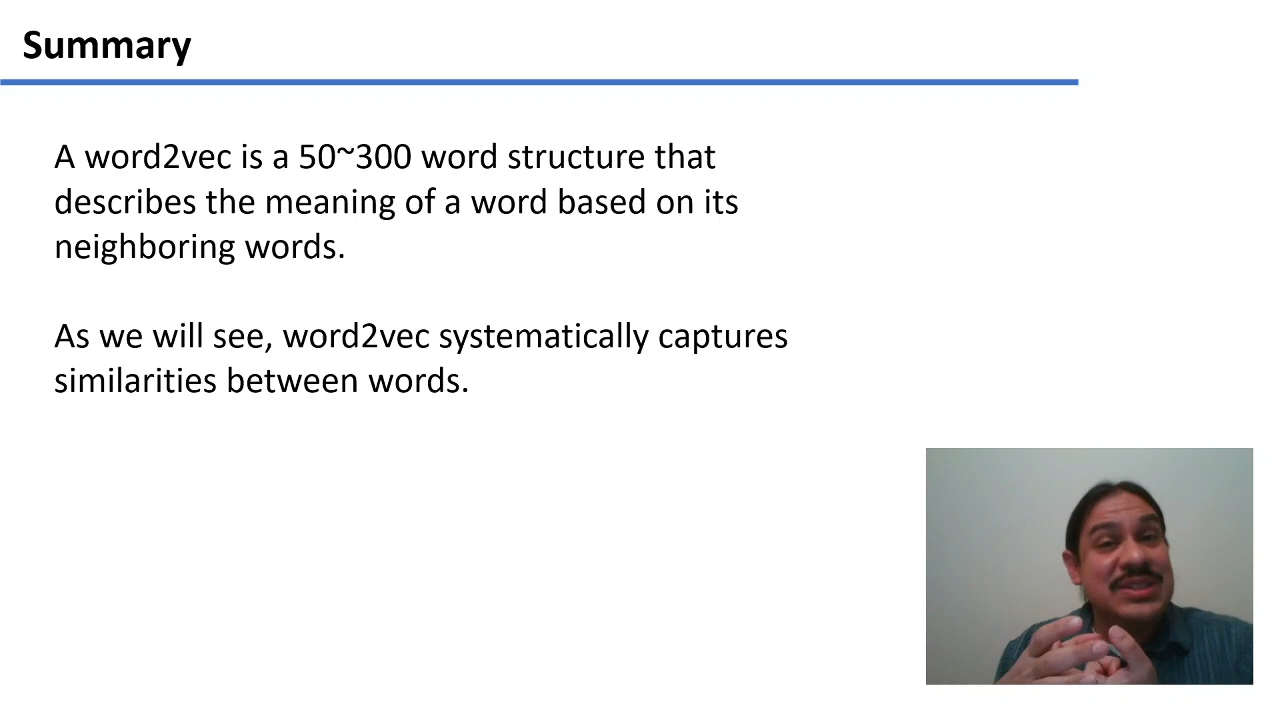 Summary
A word2vec is a 50~300 word structure that
describes the meaning of a word based on its
neighboring words.
As we will see, word2vec systematically captures
similarities between words.